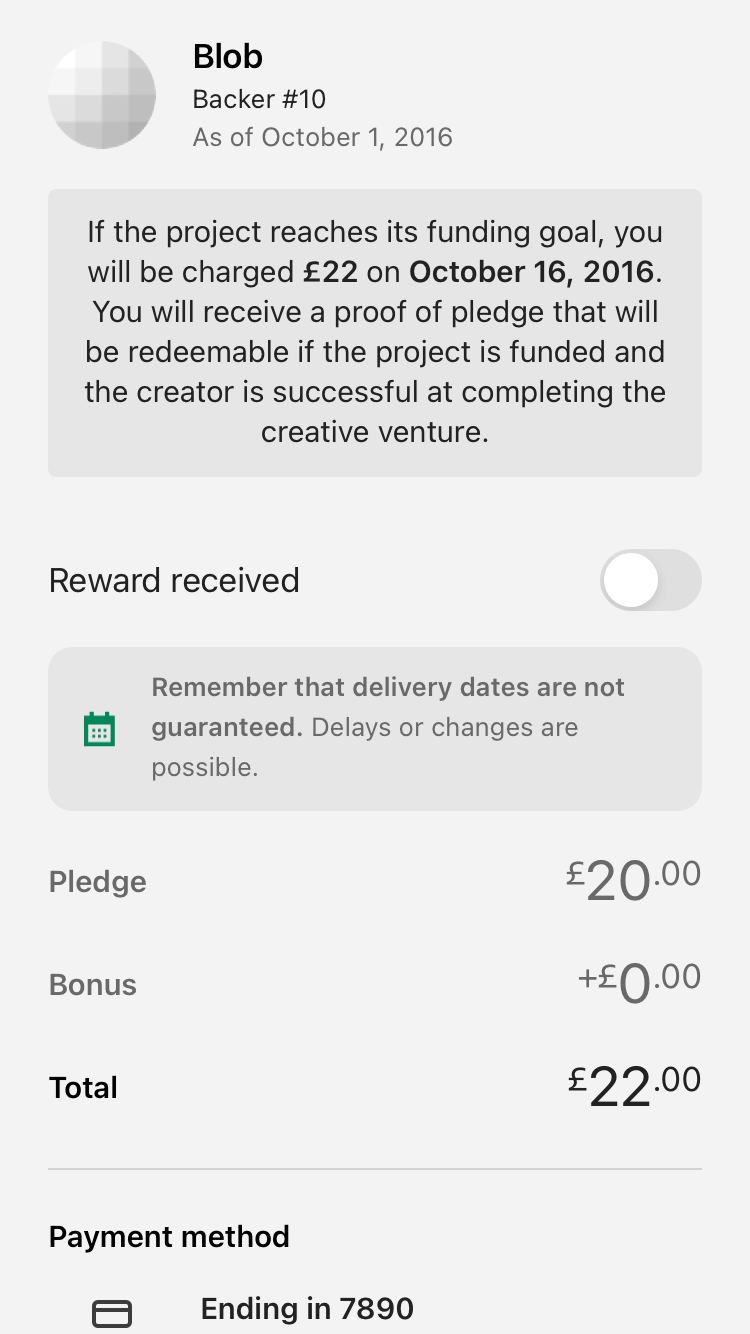 Blob
Backer #10
As of October 1, 2016
If the project reaches its funding goal, you
will be charged £22 on October 16, 2016.
You will receive a proof of pledge that will
be redeemable if the project is funded and
the creator is successful at completing the
creative venture.
Reward received
Remember that delivery dates are not
guaranteed. Delays or changes are
possible.
Pledge £20.00
Bonus +£0.00
Total £22.00
Payment method
Ending in 7890